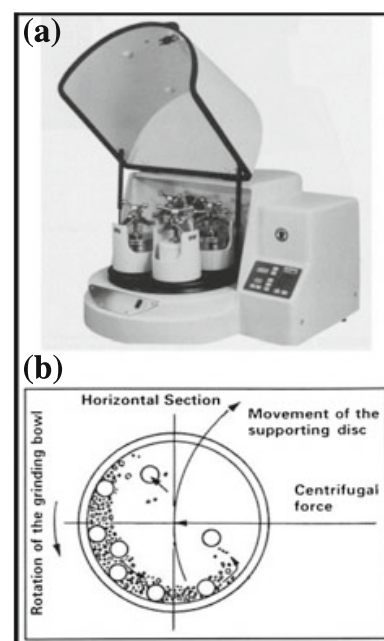 (a)
(b)
Horizontal Section
Movement of the
supporting disc
Centrifugal
force
Rotation of the grinding bowl